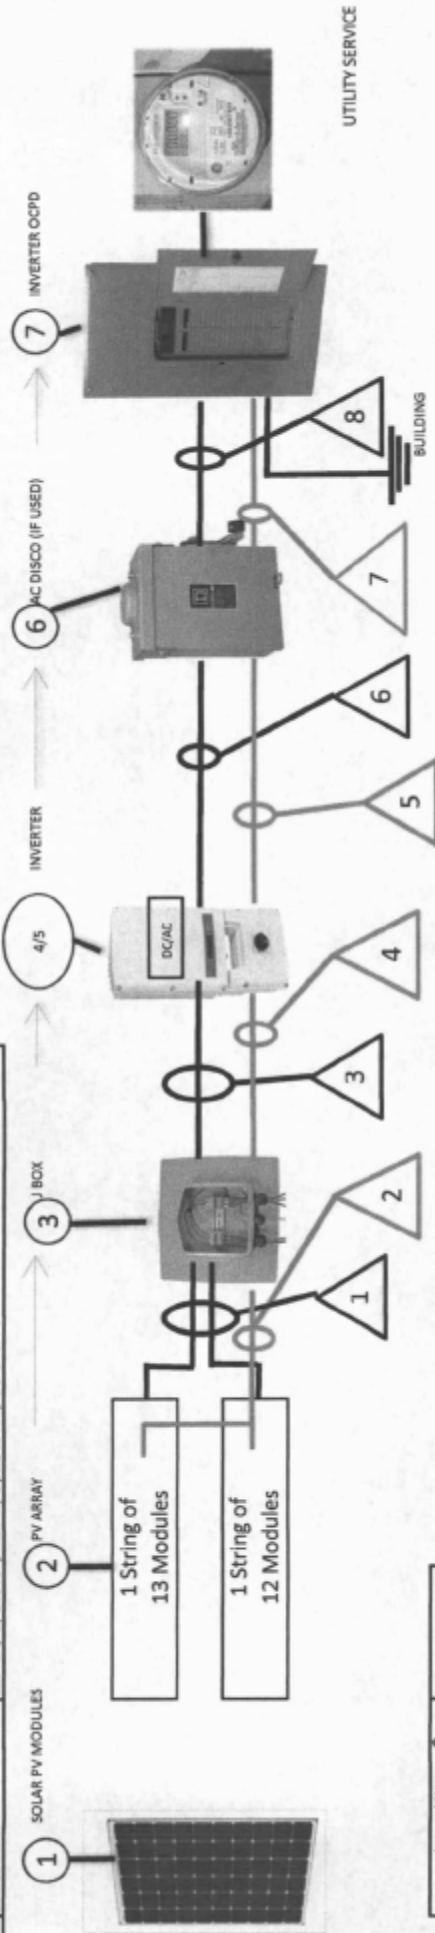 1
SOLAR PV MODULES
2
PV ARRAY
3
J BOX
4/5
INVERTER
6
AC DISCO (IF USED)
7
INVERTER OCPD
1 String of
13 Modules
1 String of
12 Modules
DC/AC
UTILITY SERVICE
1
2
3
4
5
6
7
8
BUILDING